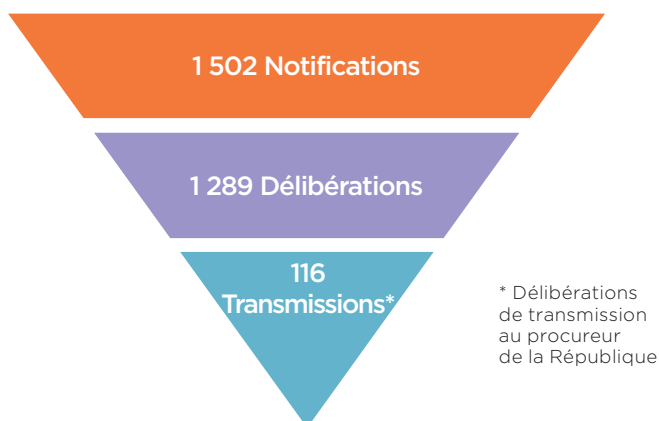 1 502 Notifications
1 289 Délibérations
116
Transmissions*
* Délibérations
de transmission
au procureur
de la République